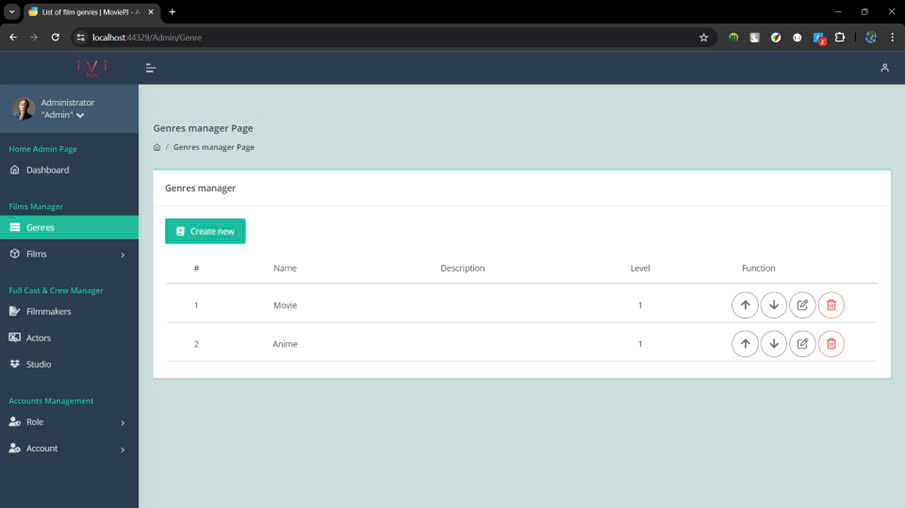 List of film genres | MoviePJ - A
localhost:44329/Admin/Genre
2
i V i
Administrator
"Admin"
Home Admin Page
Dashboard
Films Manager
Genres
Films
Full Cast & Crew Manager
Filmmakers
Actors
Studio
Accounts Management
Role
Account
Genres manager Page
/ Genres manager Page
Genres manager
Create new
# Name Description Level Function
1 Movie 1
2 Anime 1